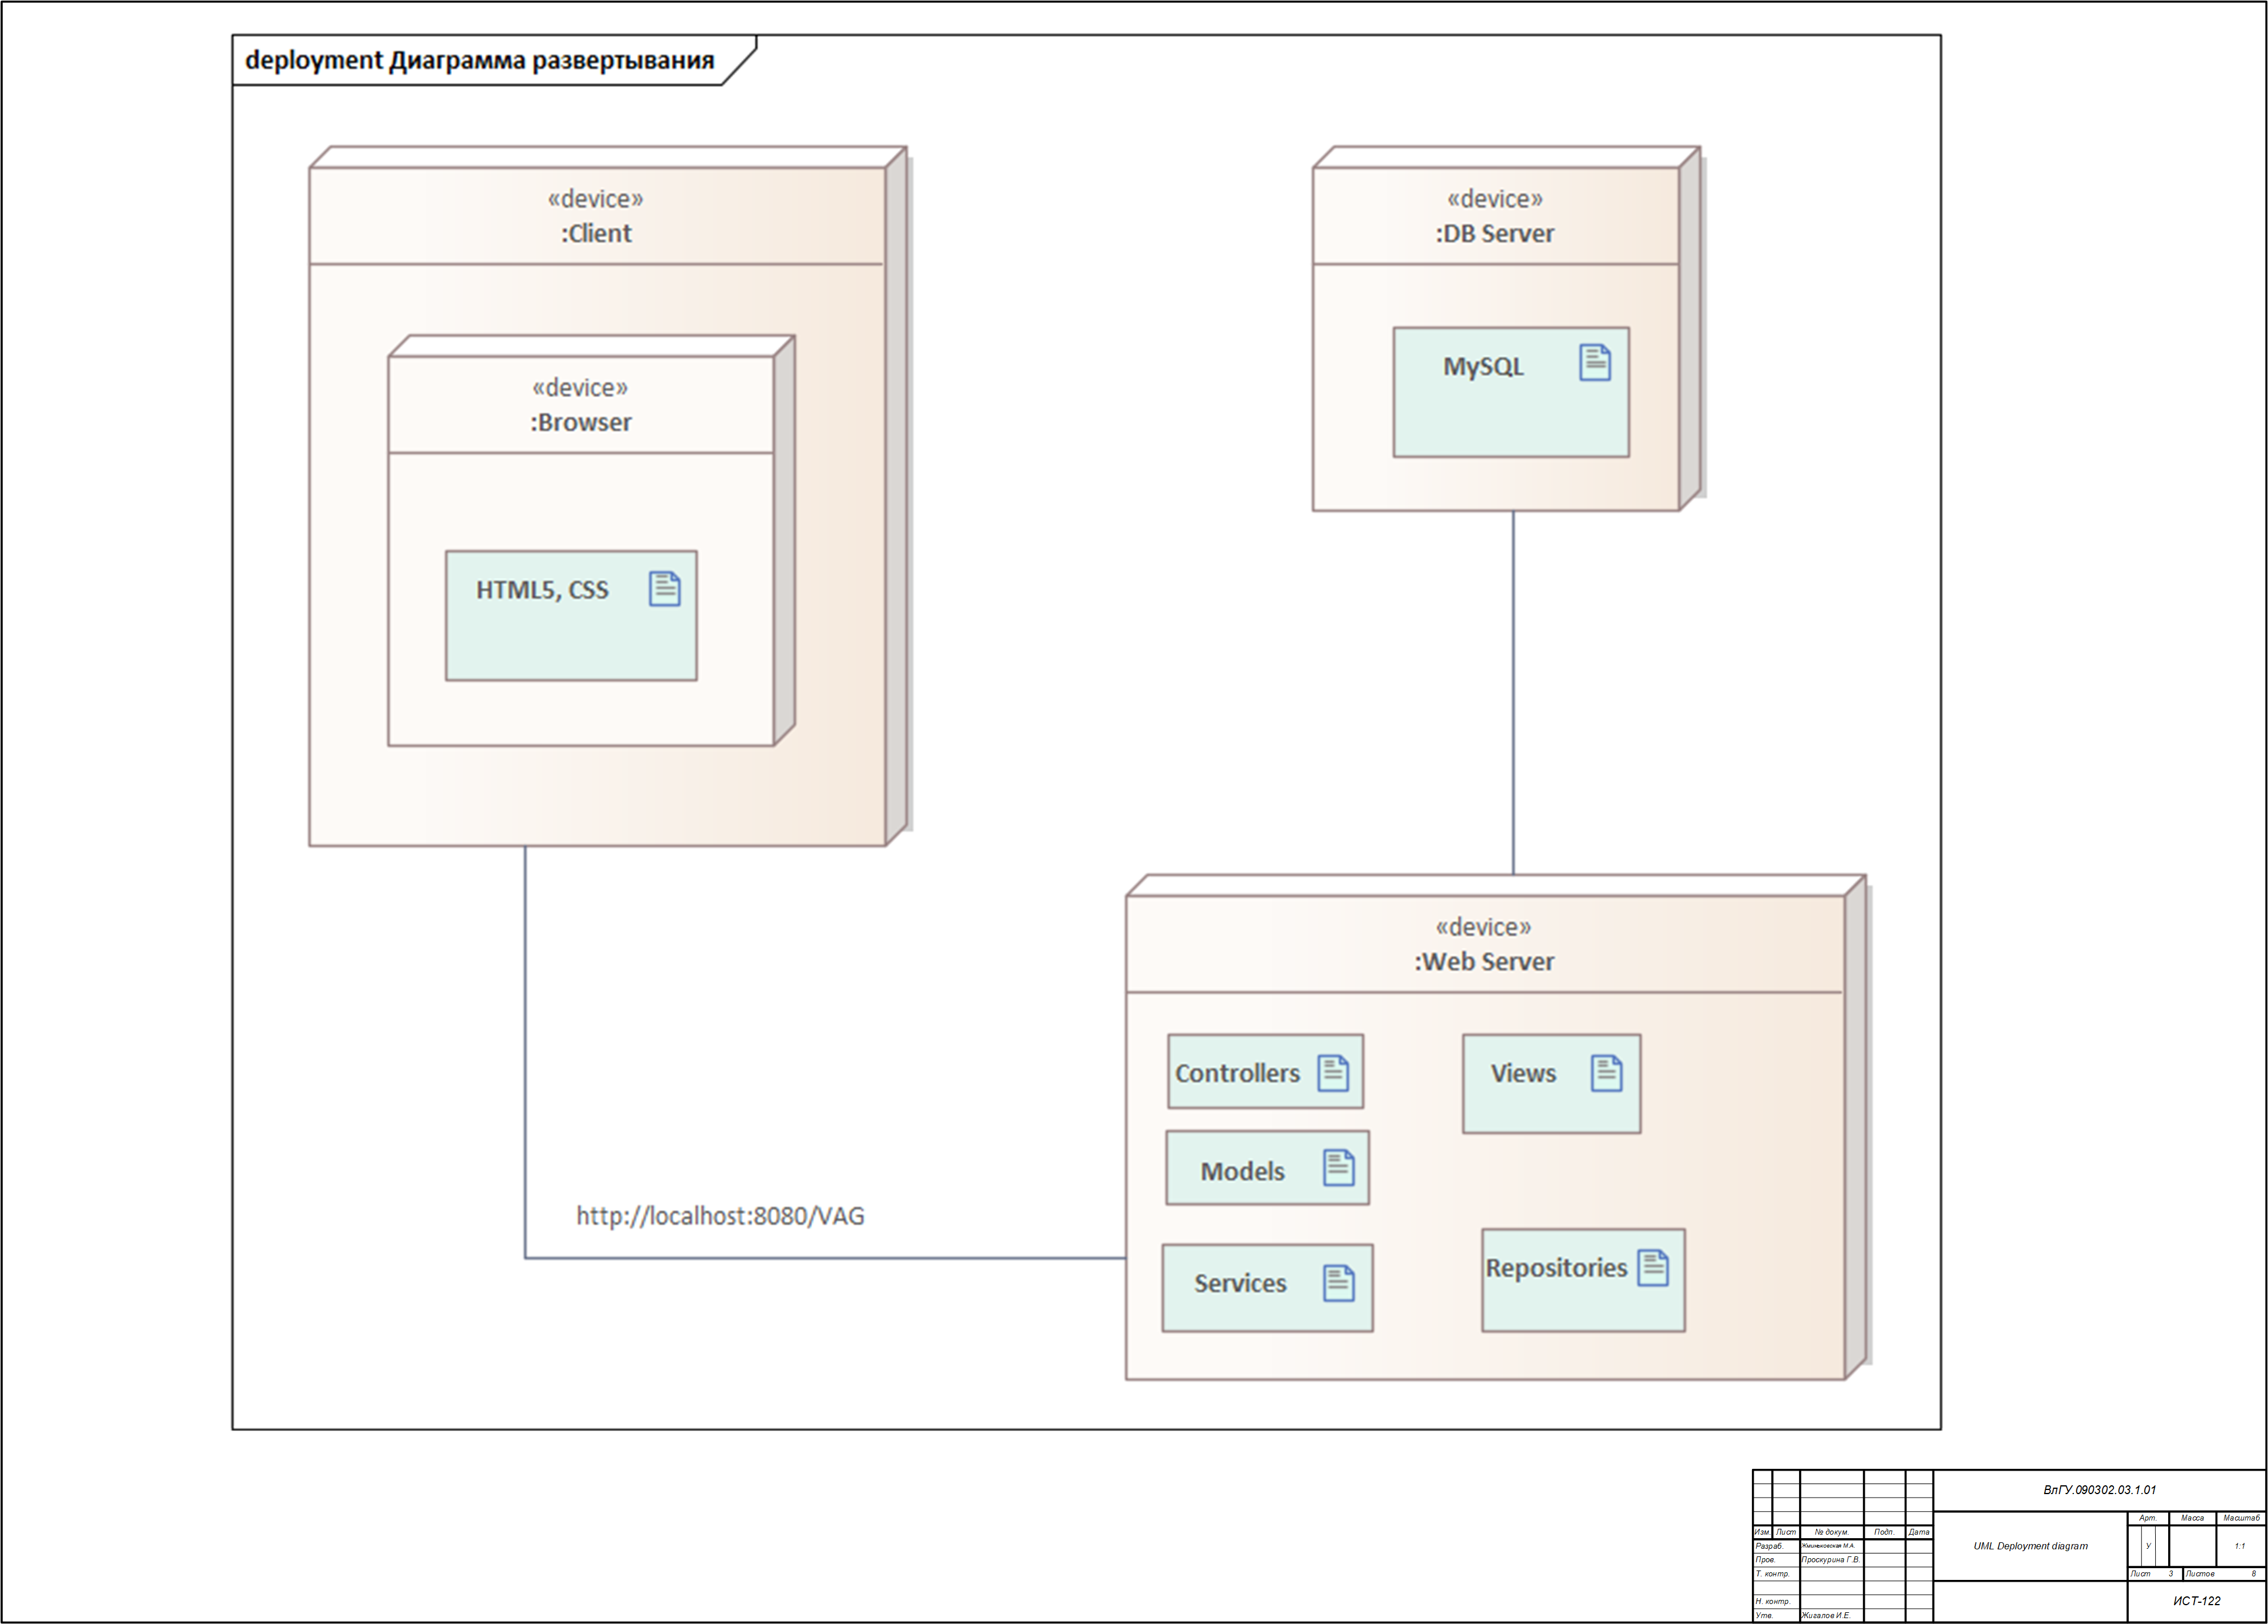 deployment Диаграмма развертывания
«device»
:Client
«device»
:Browser
HTML5, CSS
«device»
:DB Server
MySQL
http://localhost:8080/VAG
«device»
:Web Server
Controllers
Views
Models
Services
Repositories
ВлГУ.090302.03.1.01
Изм. Лист № докум. Подп. Дата
Разраб.
Пров. Проскурина Г.В.
Т. контр.
Н. контр.
Утв. Жигалов И.Е.
UML Deployment diagram
Арт. Масса Масштаб
У 1:1
Лист 3 Листов 8
ИСТ-122